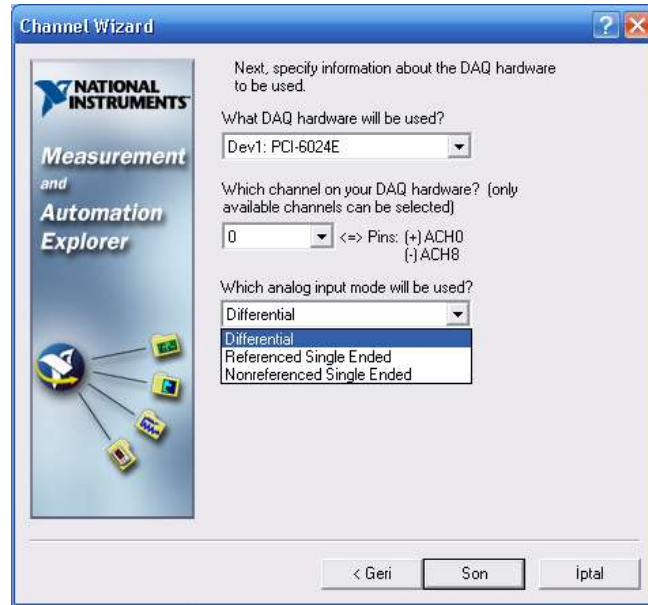 Channel Wizard
NATIONAL
INSTRUMENTS
Measurement
and
Automation
Explorer
Next, specify information about the DAQ hardware
to be used.
What DAQ hardware will be used?
Dev1: PCI-6024E
Which channel on your DAQ hardware? (only
available channels can be selected)
0 <=> Pins: (+) ACH0
(-) ACH8
Which analog input mode will be used?
Differential
Differential
Referenced Single Ended
Nonreferenced Single Ended
< Geri Son İptal